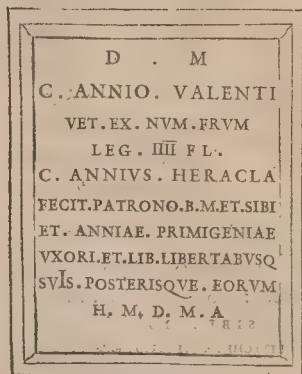 D . M
C. ANNIO. VALENTI
VET. EX. NVM. FRVM
LEG. IIII FL.
C. ANNIVS. HERACLA
FECIT. PATRONO. B. M. ET. SIBI
ET. ANNIAE. PRIMIGENIAE
VXORI. ET. LIB. LIBERTABVSQ
SVIS. POSTERISQVE. EORVM
H. M. D. M. A